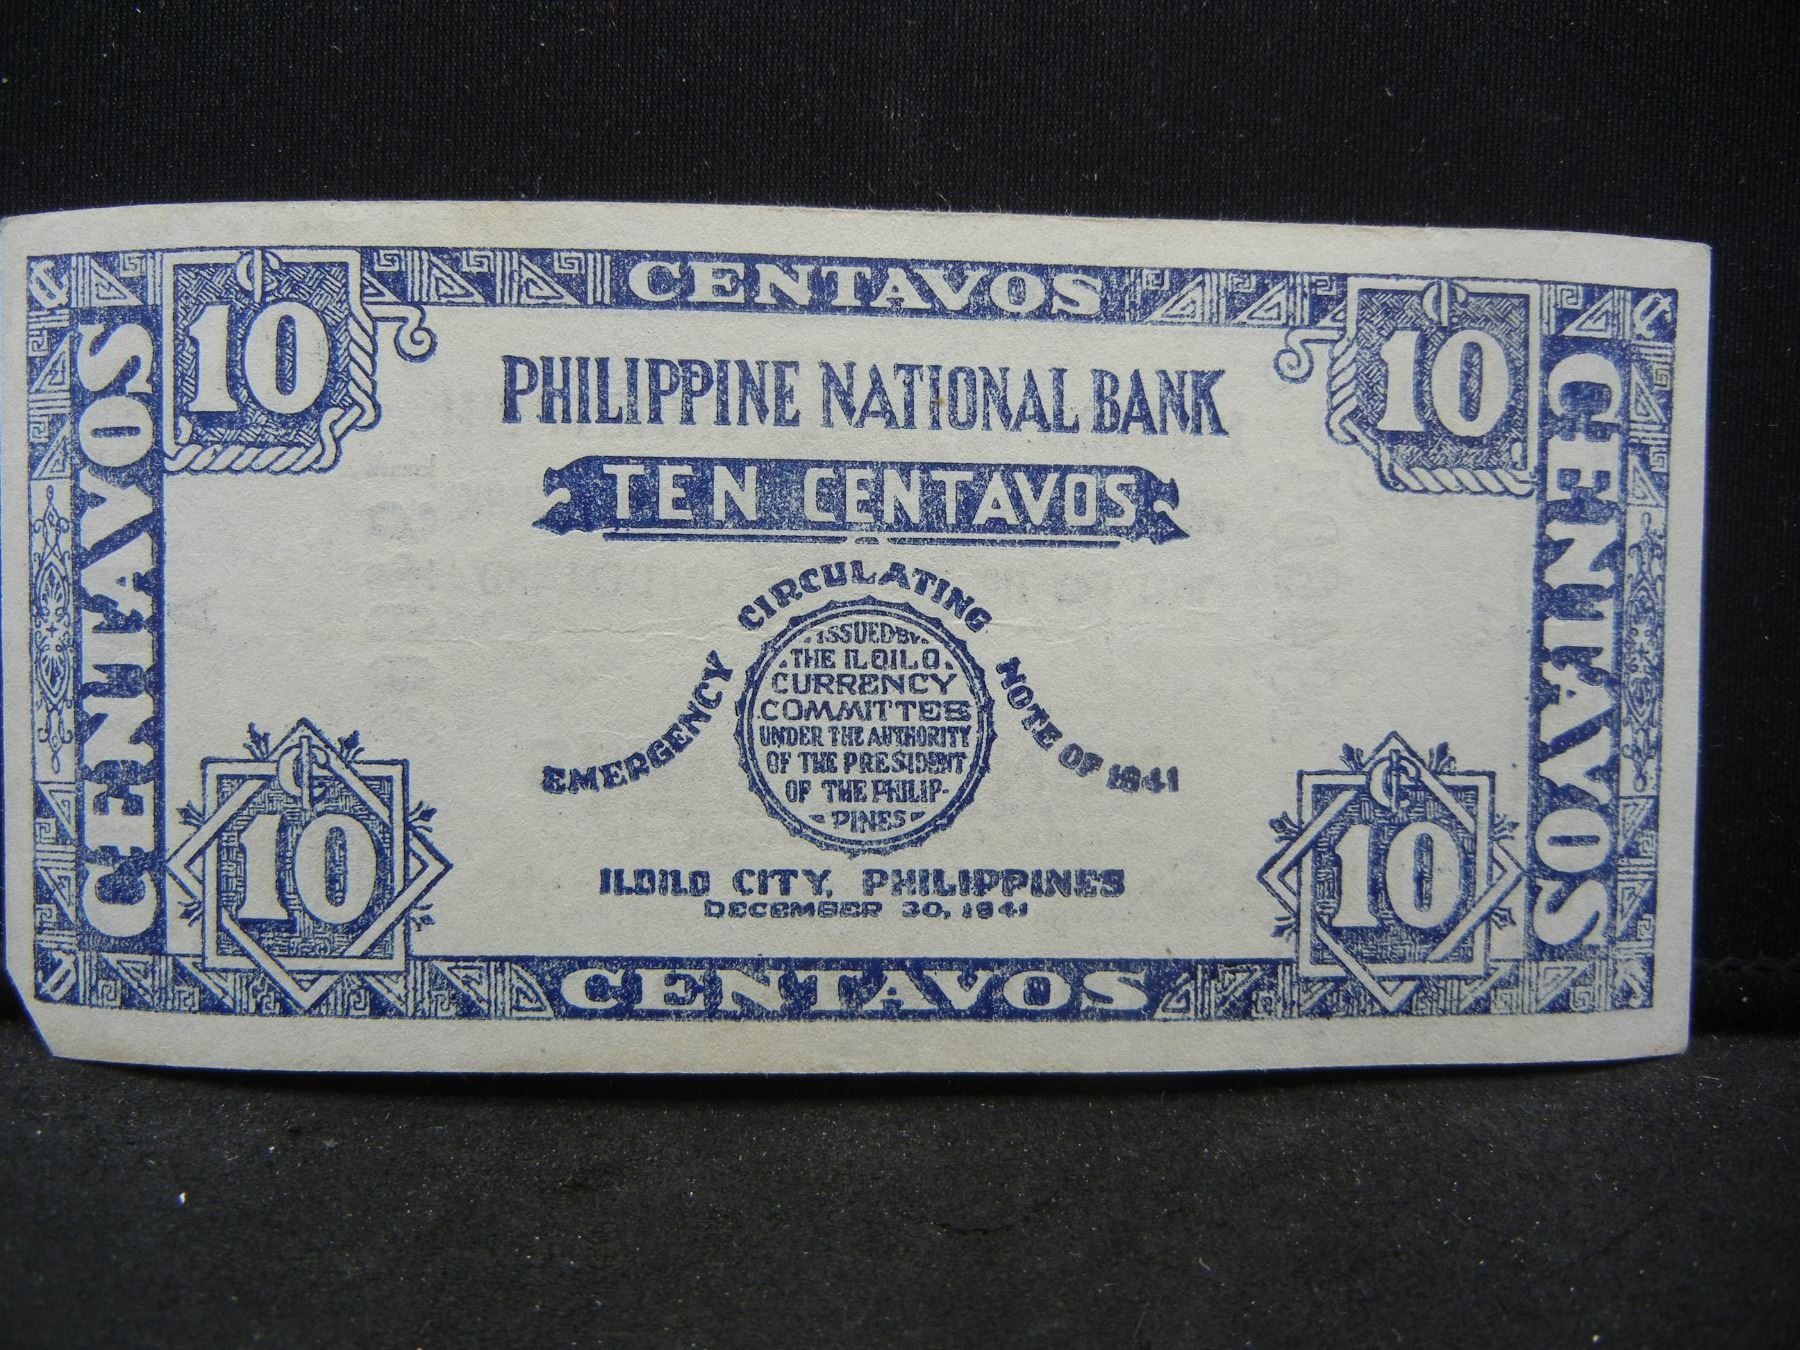 CENTAVOS
10 10
PHILIPPINE NATIONAL BANK
TEN CENTAVOS
CENTAVOS
CENTAVOS
EMERGENCY CIRCULATING NOTE OF 1941
ISSUED BY
THE ILOILO
CURRENCY
COMMITTEE
UNDER THE AUTHORITY
OF THE PRESIDENT
OF THE PHILIP-
PINES
10 10
ILOILO CITY, PHILIPPINES
DECEMBER 30, 1941
CENTAVOS